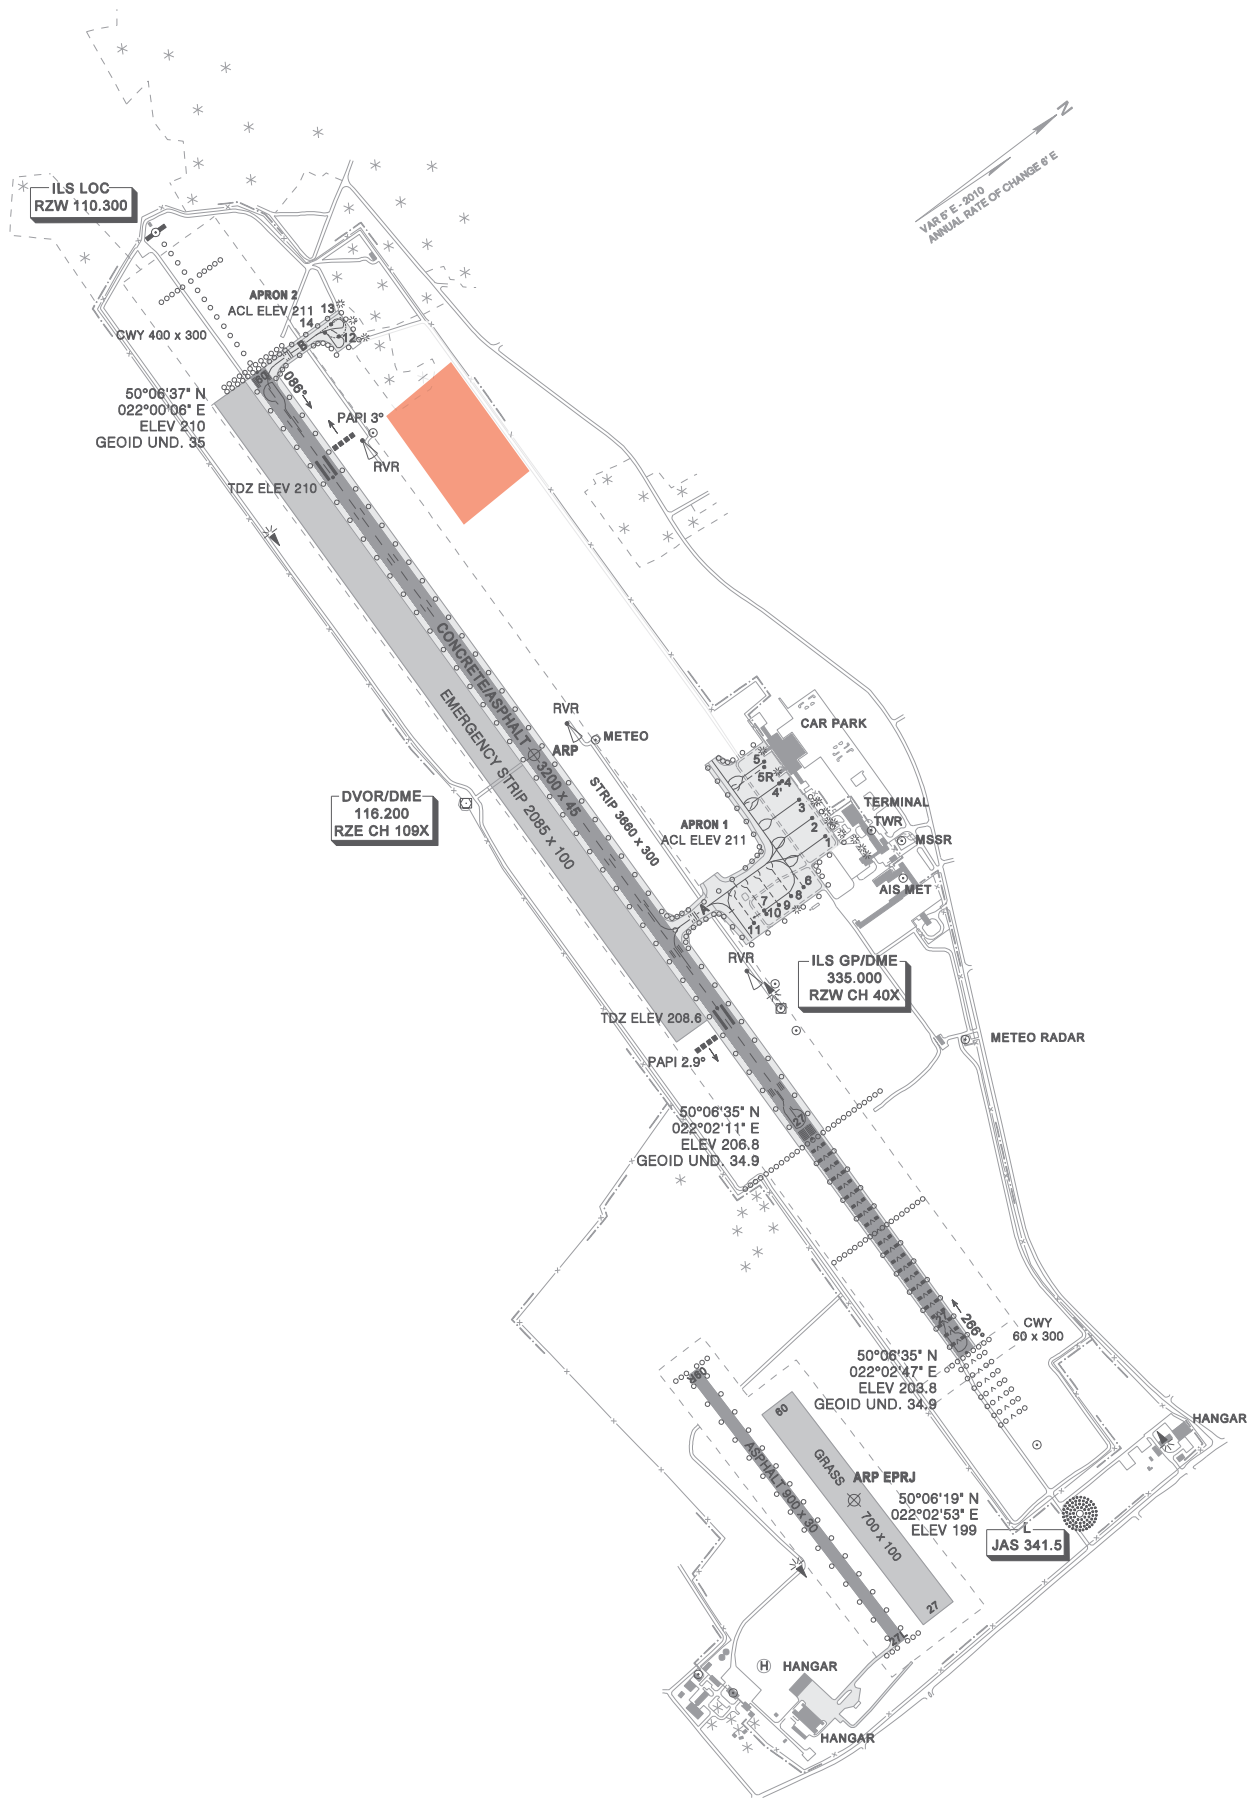 N
VAR 5° E - 2010
ANNUAL RATE OF CHANGE 6' E
ILS LOC
RZW 110.300
APRON 2
ACL ELEV 211
13
14
12
B
CWY 400 x 300
09
086°
50°06'37" N
022°00'06" E
ELEV 210
GEOID UND. 35
PAPI 3°
RVR
TDZ ELEV 210
CONCRETE/ASPHALT 3200 x 45
EMERGENCY STRIP 2085 x 100
RVR
METEO
ARP
STRIP 3660 x 300
CAR PARK
5
5R
4
4'
3
2
1
TERMINAL
TWR
MSSR
AIS MET
DVOR/DME
116.200
RZE CH 109X
APRON 1
ACL ELEV 211
A
6
7
8
9
10
11
RVR
ILS GP/DME
335.000
RZW CH 40X
TDZ ELEV 208.6
PAPI 2.9°
METEO RADAR
27
50°06'35" N
022°02'11" E
ELEV 206.8
GEOID UND. 34.9
27
266°
CWY
60 x 300
50°06'35" N
022°02'47" E
ELEV 203.8
GEOID UND. 34.9
09R
60
GRASS 700 x 100
ASPHALT 900 x 30
ARP EPRJ
50°06'19" N
022°02'53" E
ELEV 199
HANGAR
L
JAS 341.5
27
27L
H
HANGAR
HANGAR